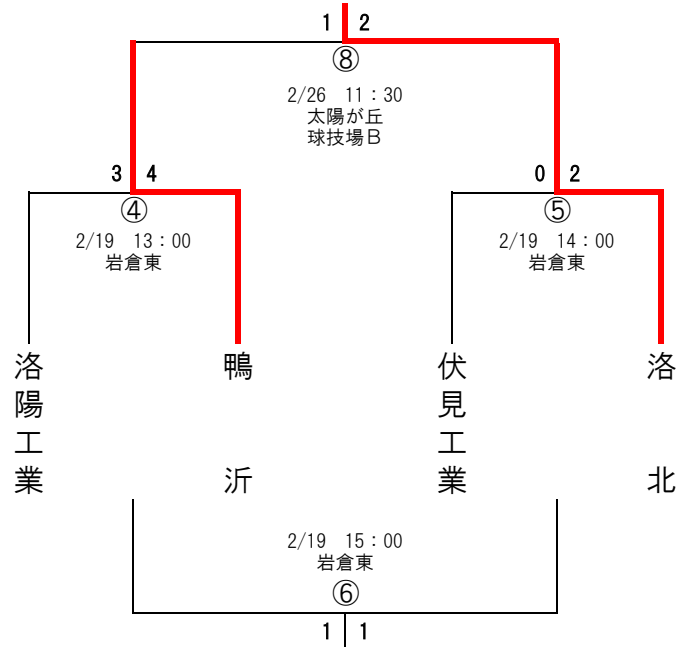 1 2
⑧
2/26 11：30
太陽が丘
球技場Ｂ
3 4
0 2
④
⑤
2/19 13：00
岩倉東
2/19 14：00
岩倉東
洛陽工業
鴨沂
伏見工業
洛北
2/19 15：00
岩倉東
⑥
1 1